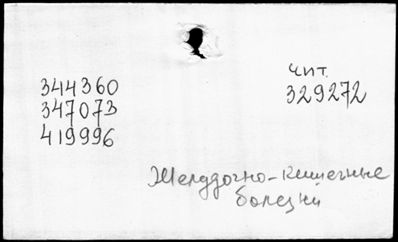 344360
347073
419996
чит.
329272
Желудочно-кишечные
болезни